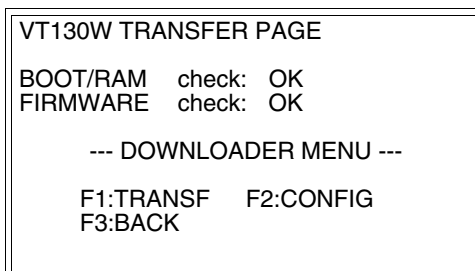 VT130W TRANSFER PAGE
BOOT/RAM check: OK
FIRMWARE check: OK
--- DOWNLOADER MENU ---
F1:TRANSF F2:CONFIG
F3:BACK